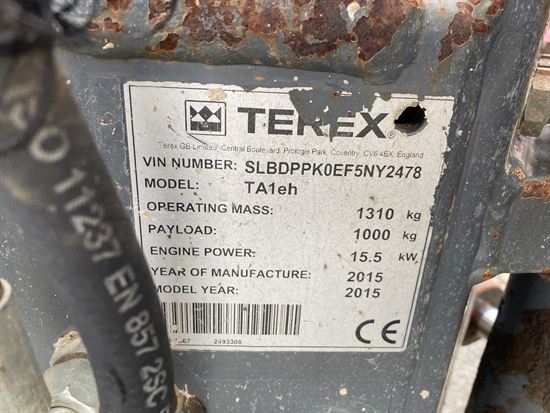 TEREX®
Terex GB Limited, Central Boulevard, Prologis Park, Coventry, CV6 4BX, England
VIN NUMBER: SLBDPPK0EF5NY2478
MODEL: TA1eh
OPERATING MASS: 1310 kg
PAYLOAD: 1000 kg
ENGINE POWER: 15.5 kW
YEAR OF MANUFACTURE: 2015
MODEL YEAR: 2015
2493308
CE
11237 EN 857 2SC